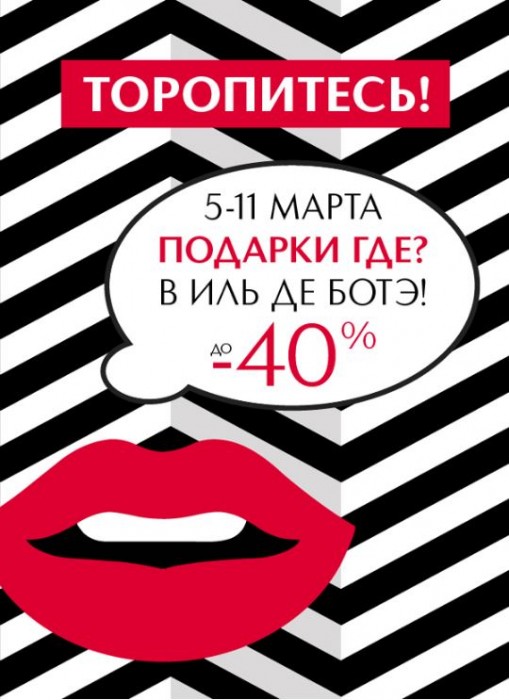 ТОРОПИТЕСЬ!
5-11 МАРТА
ПОДАРКИ ГДЕ?
В ИЛЬ ДЕ БОТЭ!
ДО -40%